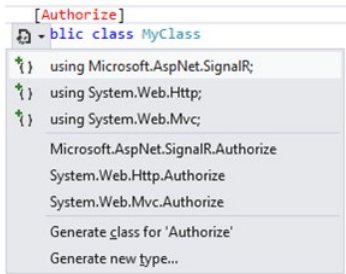 [Authorize]
blic class MyClass
using Microsoft.AspNet.SignalR;
using System.Web.Http;
using System.Web.Mvc;
Microsoft.AspNet.SignalR.Authorize
System.Web.Http.Authorize
System.Web.Mvc.Authorize
Generate class for 'Authorize'
Generate new type...